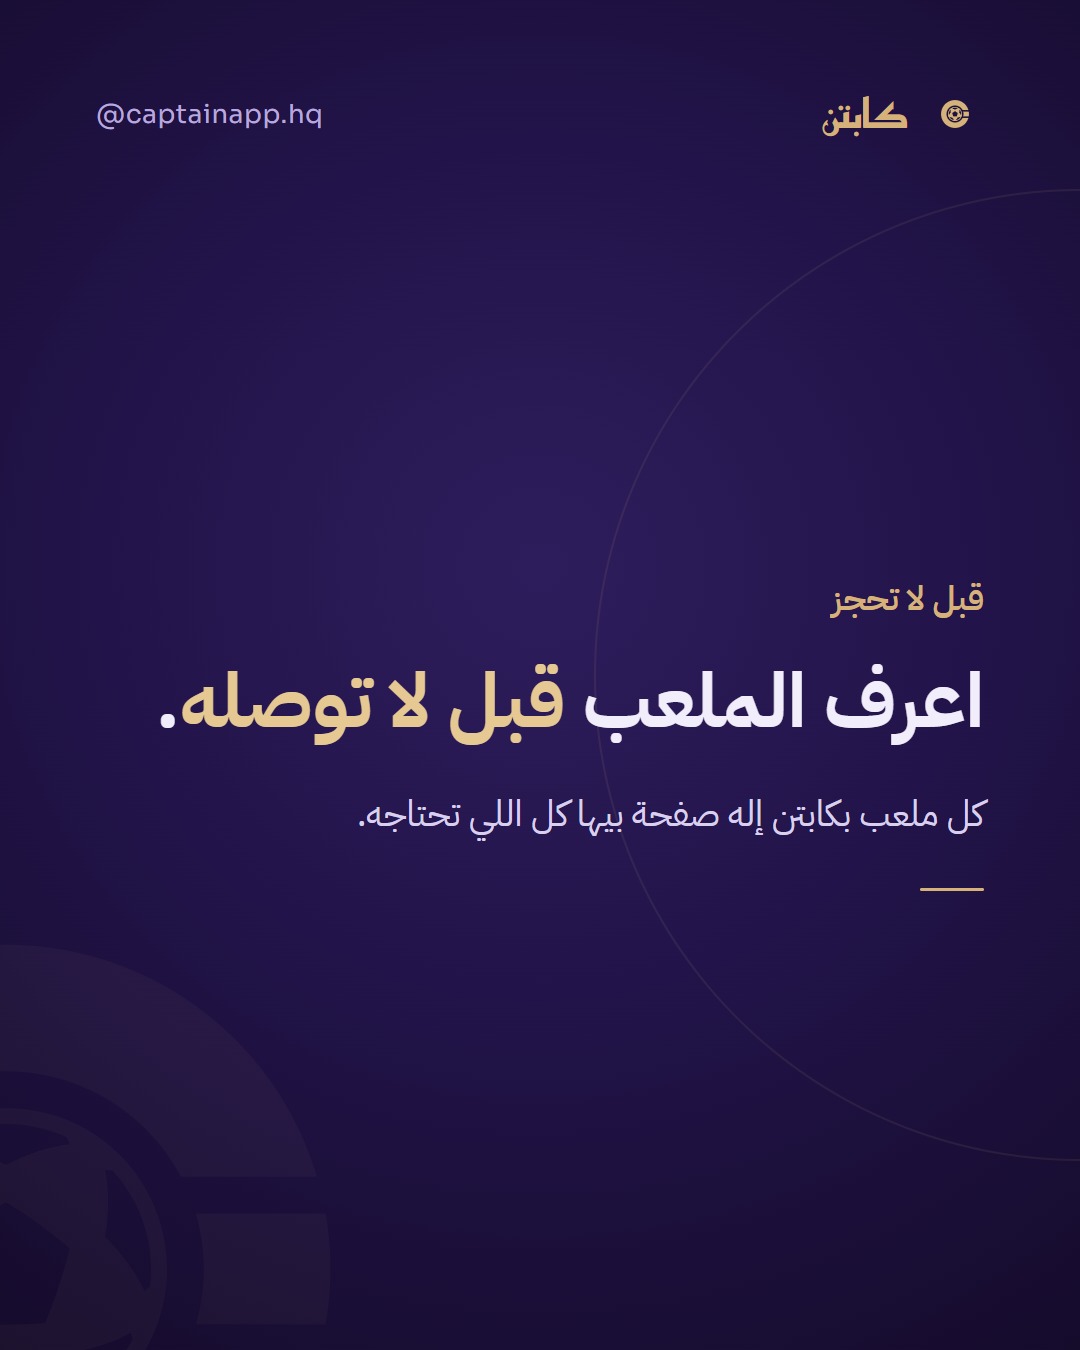 كابتن
@captainapp.hq
قبل لا تحجز
اعرف الملعب قبل لا توصله.
كل ملعب بكابتن إله صفحة بيها كل اللي تحتاجه.